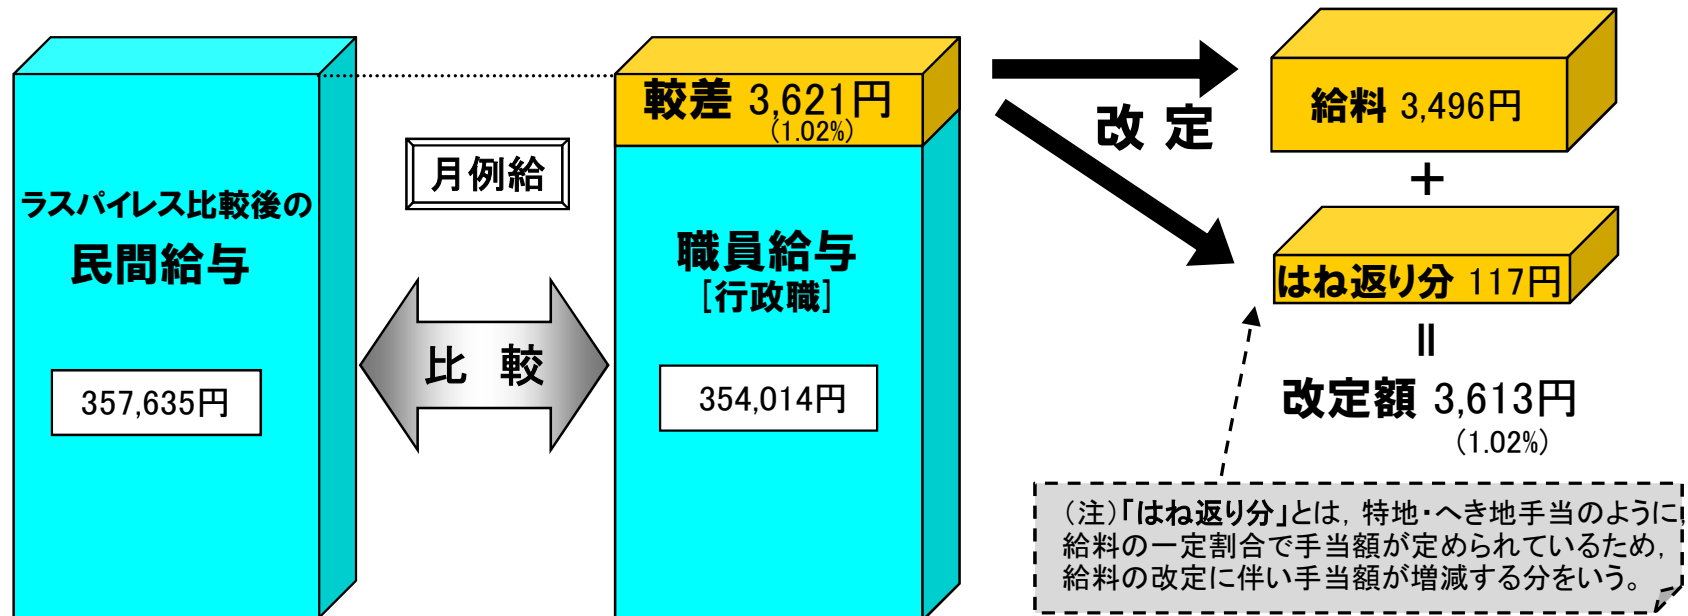 ラスパイレス比較後の
民間給与
357,635円
月例給
比 較
較差 3,621円
(1.02%)
職員給与
[行政職]
354,014円
改 定
給料 3,496円
＋
はね返り分 117円
＝
改定額 3,613円
(1.02%)
（注）「はね返り分」とは，特地・へき地手当のように，
給料の一定割合で手当額が定められているため，
給料の改定に伴い手当額が増減する分をいう。